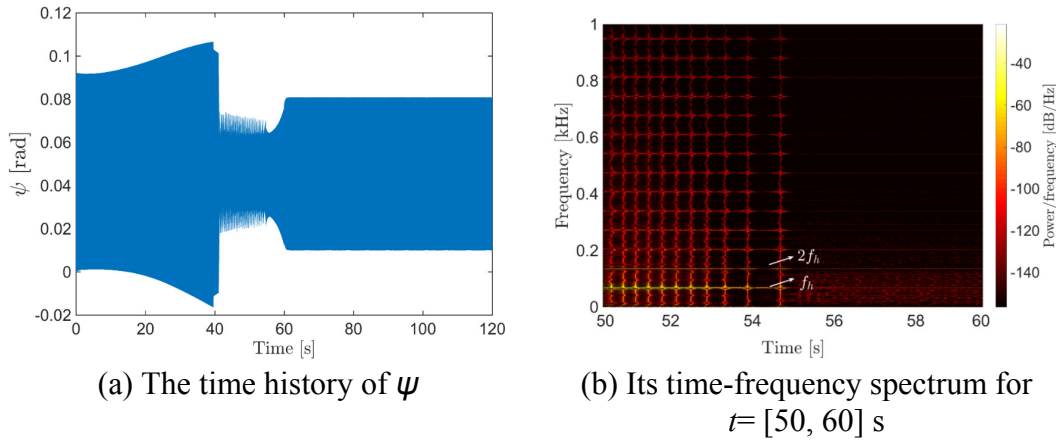 0.12
0.1
0.08
0.06
0.04
0.02
0
-0.02
ψ [rad]
0 20 40 60 80 100 120
Time [s]
(a) The time history of ψ
1
0.8
0.6
0.4
0.2
0
Frequency [kHz]
2f_h
f_h
50 52 54 56 58 60
Time [s]
-40
-60
-80
-100
-120
-140
Power/frequency [dB/Hz]
(b) Its time-frequency spectrum for
t= [50, 60] s